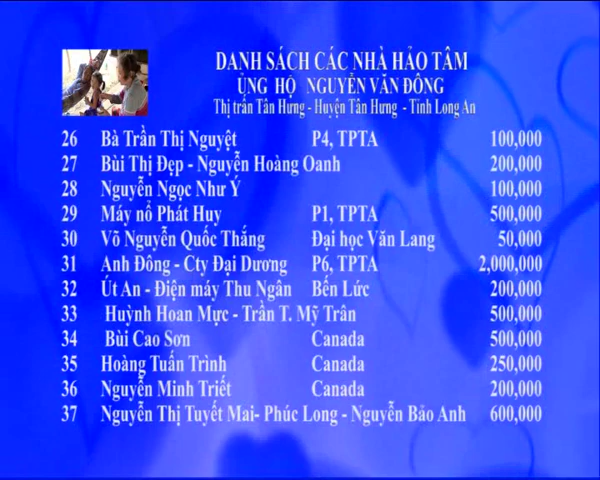 DANH SÁCH CÁC NHÀ HẢO TÂM
ỦNG HỘ NGUYỄN VĂN ĐÔNG
Thị trấn Tân Hưng - Huyện Tân Hưng - Tỉnh Long An
26 Bà Trần Thị Nguyệt P4, TPTA 100,000
27 Bùi Thị Đẹp - Nguyễn Hoàng Oanh 200,000
28 Nguyễn Ngọc Như Ý 100,000
29 Máy nổ Phát Huy P1, TPTA 500,000
30 Võ Nguyễn Quốc Thắng Đại học Văn Lang 50,000
31 Anh Đông - Cty Đại Dương P6, TPTA 2,000,000
32 Út An - Điện máy Thu Ngân Bến Lức 200,000
33 Huỳnh Hoan Mực - Trần T. Mỹ Trân 500,000
34 Bùi Cao Sơn Canada 500,000
35 Hoàng Tuấn Trình Canada 250,000
36 Nguyễn Minh Triết Canada 200,000
37 Nguyễn Thị Tuyết Mai- Phúc Long - Nguyễn Bảo Anh 600,000